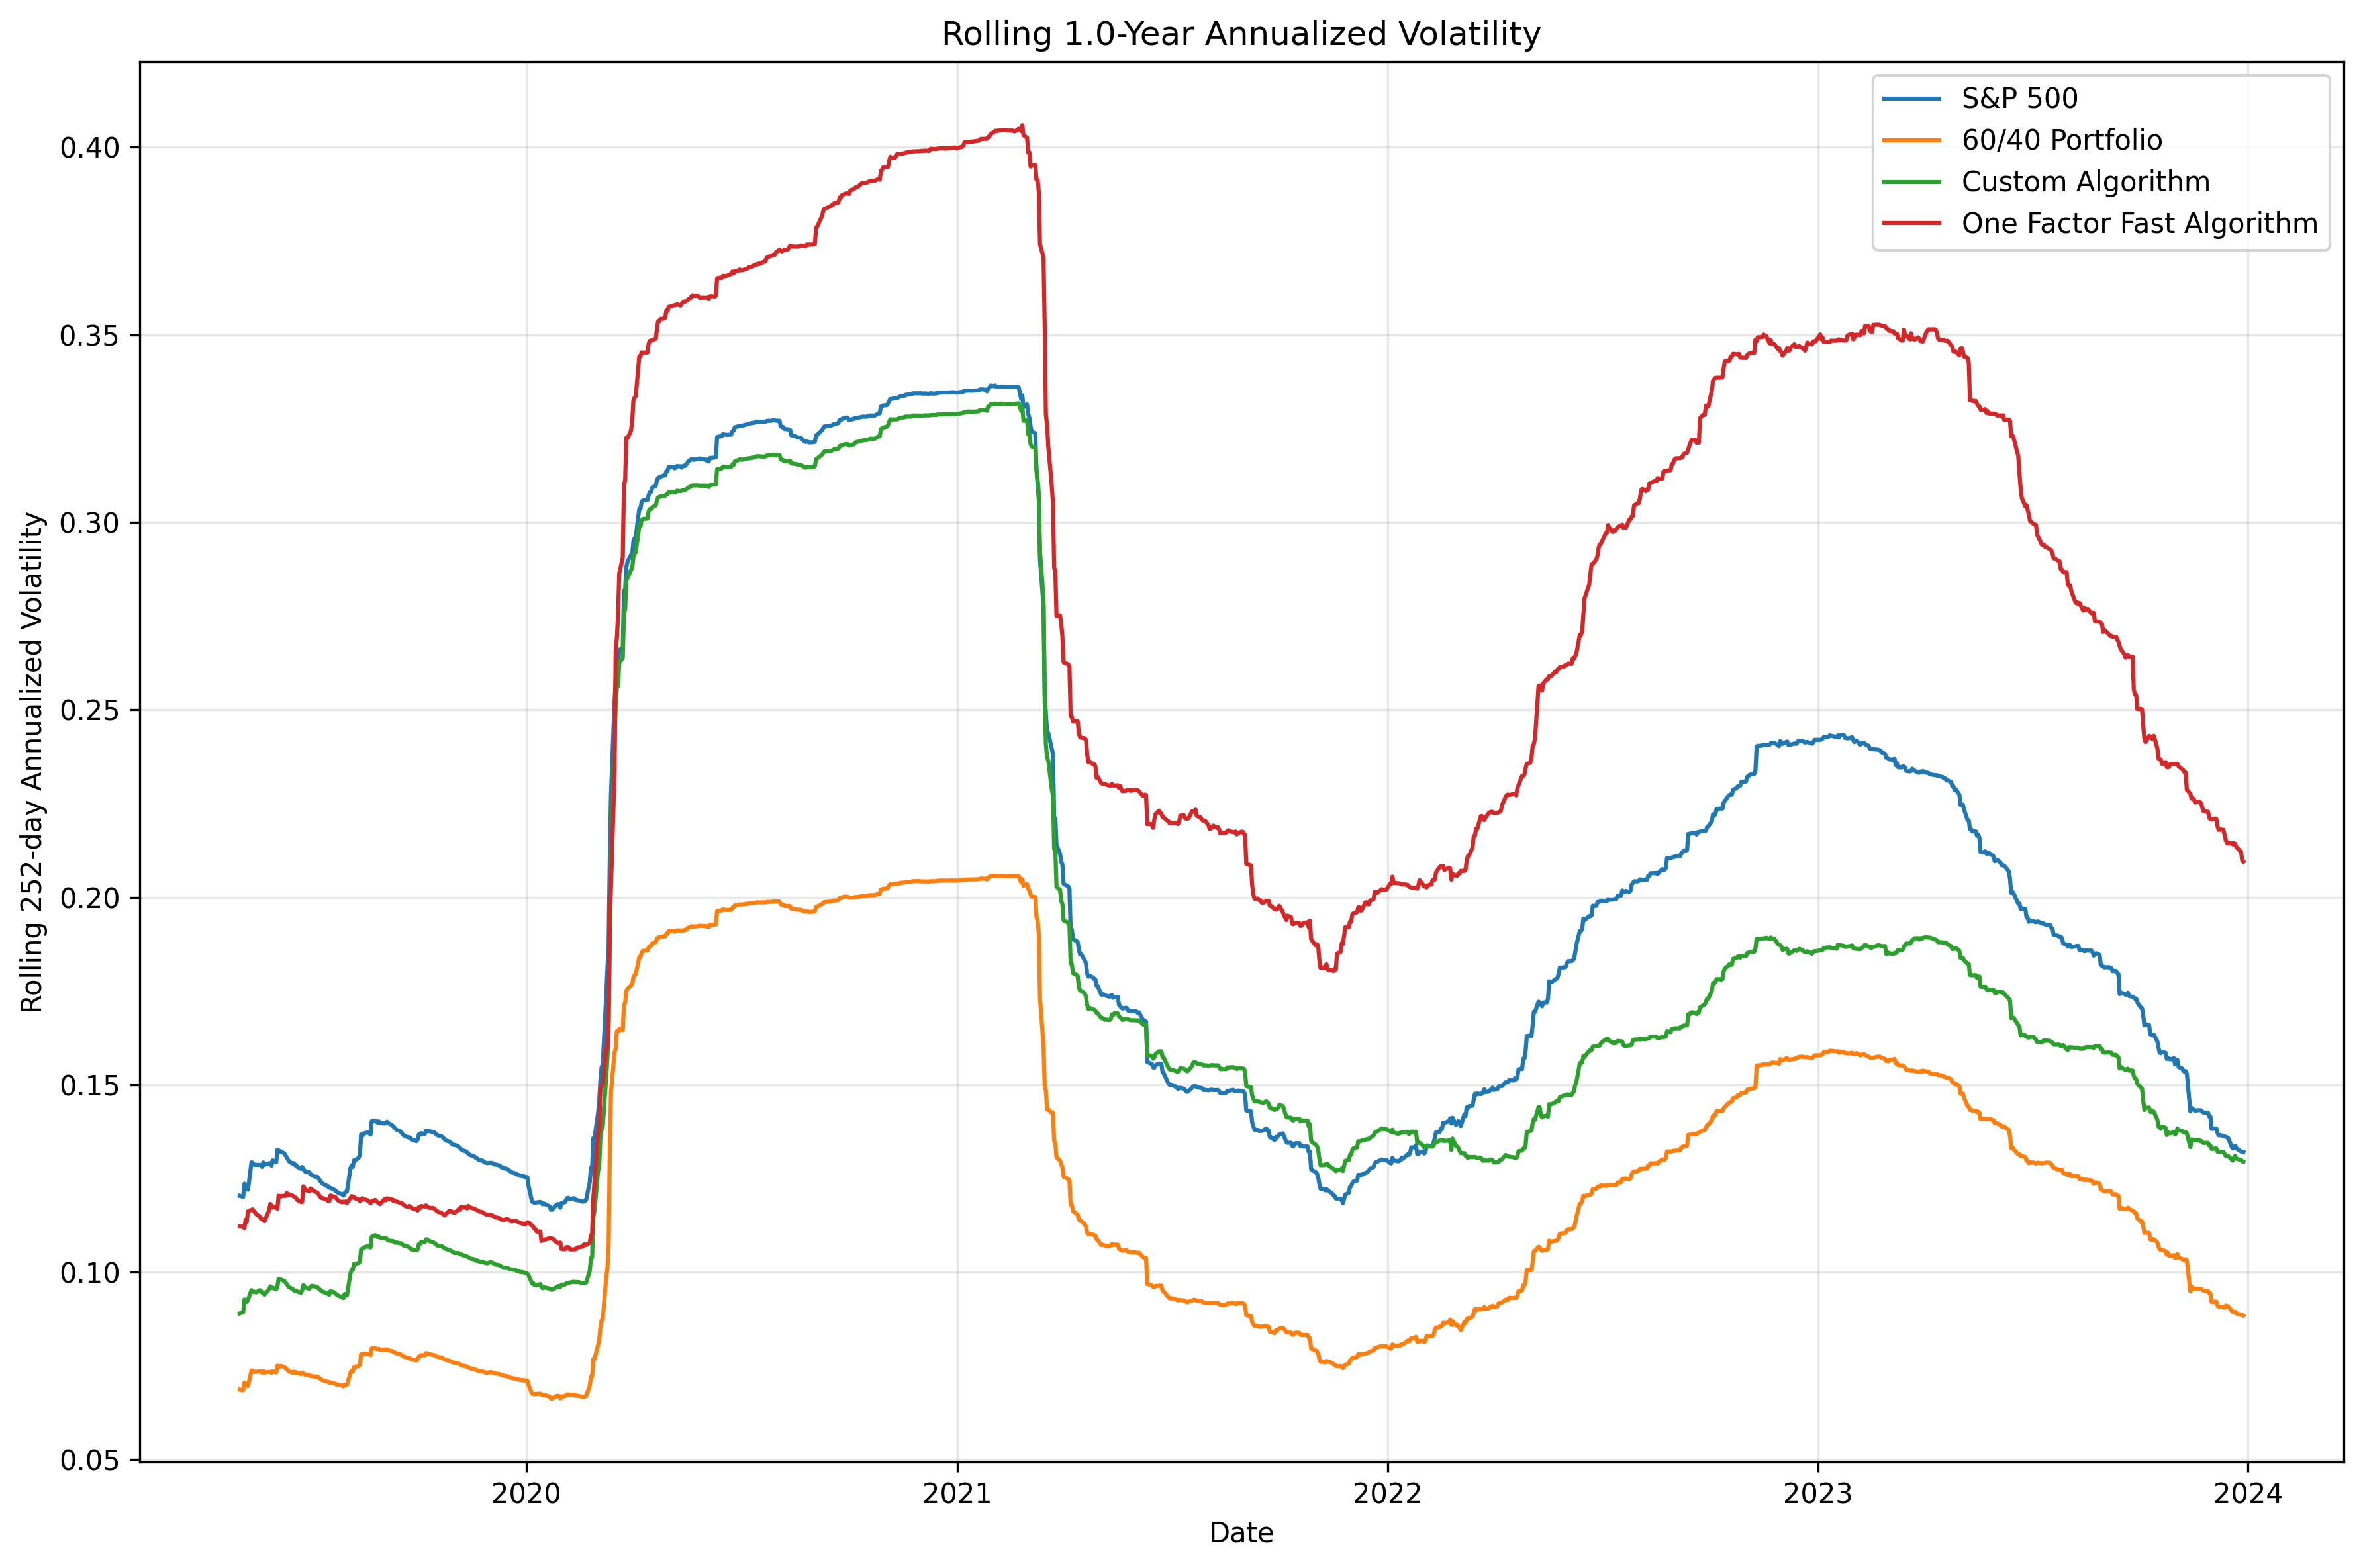 Rolling 1.0-Year Annualized Volatility
S&P 500
60/40 Portfolio
Custom Algorithm
One Factor Fast Algorithm
Rolling 252-day Annualized Volatility
0.40
0.35
0.30
0.25
0.20
0.15
0.10
0.05
2020
2021
2022
2023
2024
Date